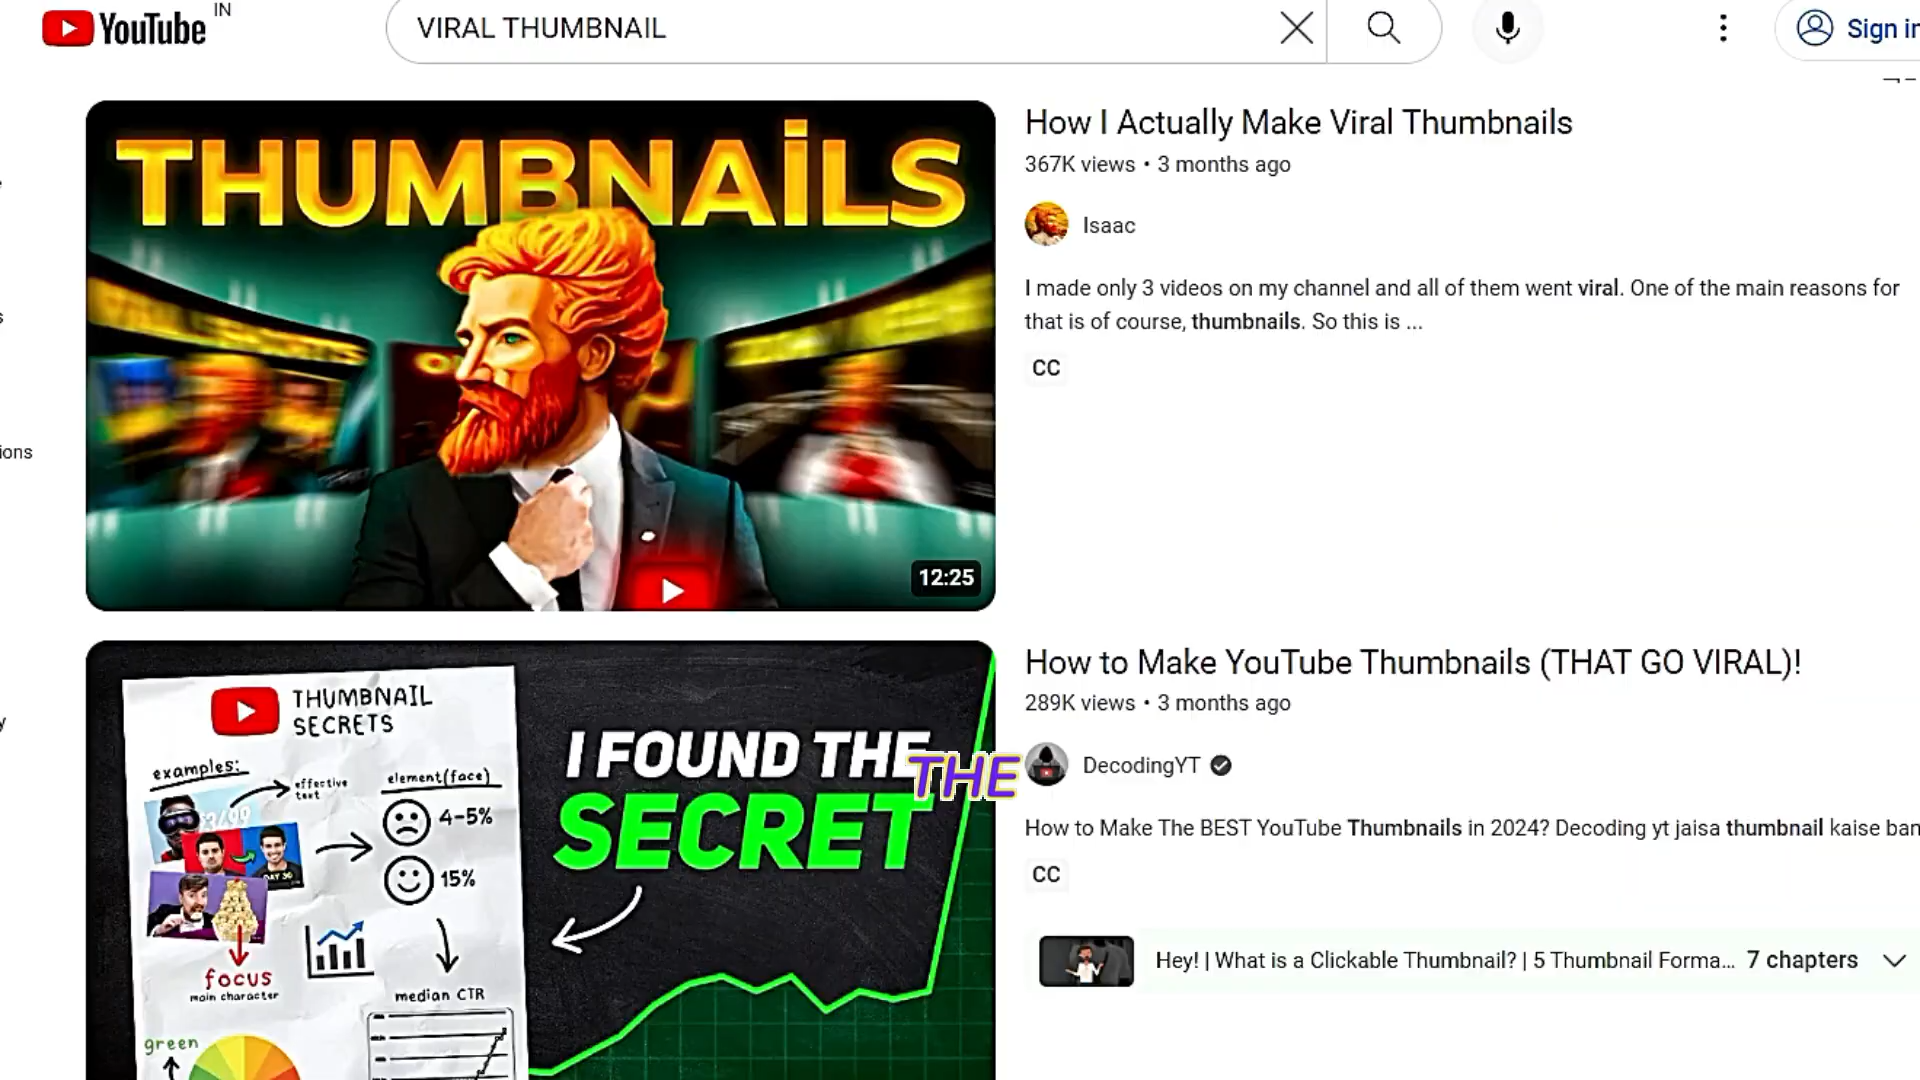 YouTube IN
VIRAL THUMBNAIL
Sign in
THUMBNAİLS
12:25
How I Actually Make Viral Thumbnails
367K views • 3 months ago
Isaac
I made only 3 videos on my channel and all of them went viral. One of the main reasons for
that is of course, thumbnails. So this is ...
CC
ions
THUMBNAIL
SECRETS
examples:
effective
text
element(face)
4-5%
15%
DAY 30
focus
main character
median CTR
green
I FOUND THE
SECRET
THE
How to Make YouTube Thumbnails (THAT GO VIRAL)!
289K views • 3 months ago
DecodingYT
How to Make The BEST YouTube Thumbnails in 2024? Decoding yt jaisa thumbnail kaise ban
CC
Hey! | What is a Clickable Thumbnail? | 5 Thumbnail Forma... 7 chapters